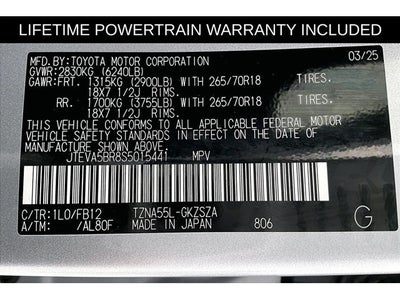 LIFETIME POWERTRAIN WARRANTY INCLUDED
MFD.BY:TOYOTA MOTOR CORPORATION 03/25
GVWR:2830KG(6240LB)
GAWR:FRT. 1315KG(2900LB)WITH 265/70R18 TIRES,
18X7 1/2J RIMS.
RR. 1700KG(3755LB)WITH 265/70R18 TIRES,
18X7 1/2J RIMS.
THIS VEHICLE CONFORMS TO ALL APPLICABLE FEDERAL MOTOR
VEHICLE SAFETY STANDARDS IN EFFECT ON THE DATE OF
MANUFACTURE SHOWN ABOVE.
JTEVA5BR8S5015441 MPV
C/TR:1L0/FB12 TZNA55L-GKZSZA
A/TM: /AL80F MADE IN JAPAN 806 G